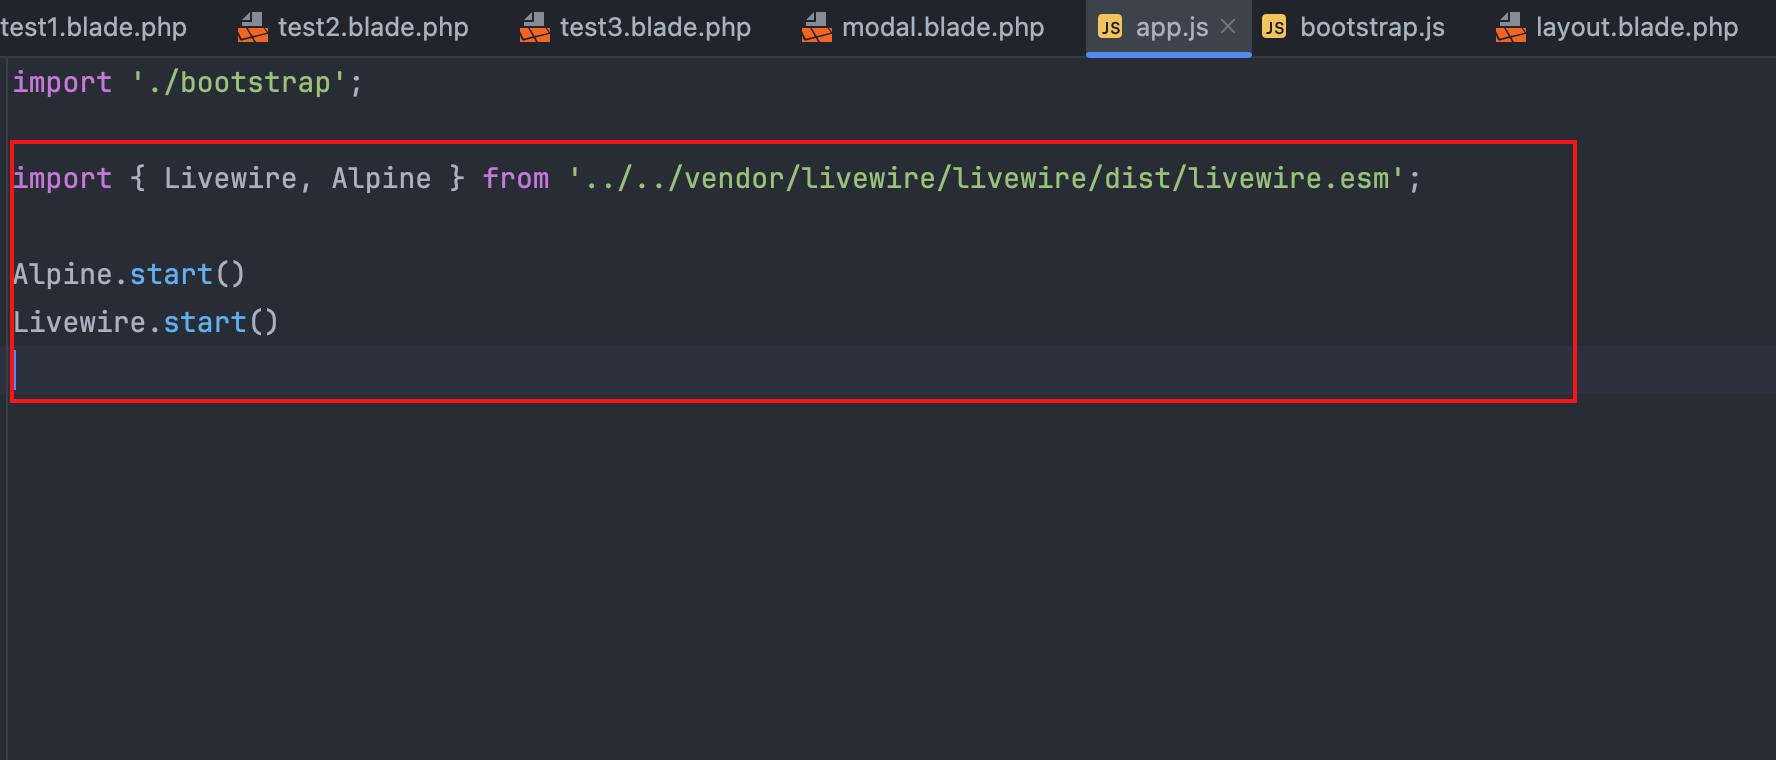 test1.blade.php test2.blade.php test3.blade.php modal.blade.php JS app.js JS bootstrap.js layout.blade.php
import './bootstrap';
import { Livewire, Alpine } from '../../vendor/livewire/livewire/dist/livewire.esm';
Alpine.start()
Livewire.start()